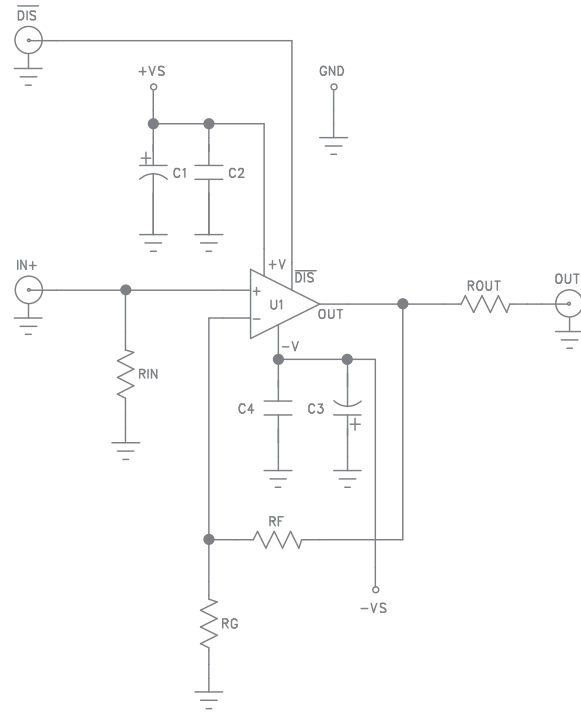 DIS
+VS
GND
+
C1
C2
IN+
+V
DIS
+
U1
−
OUT
ROUT
OUT
−V
RIN
C4
C3
+
RF
−VS
RG